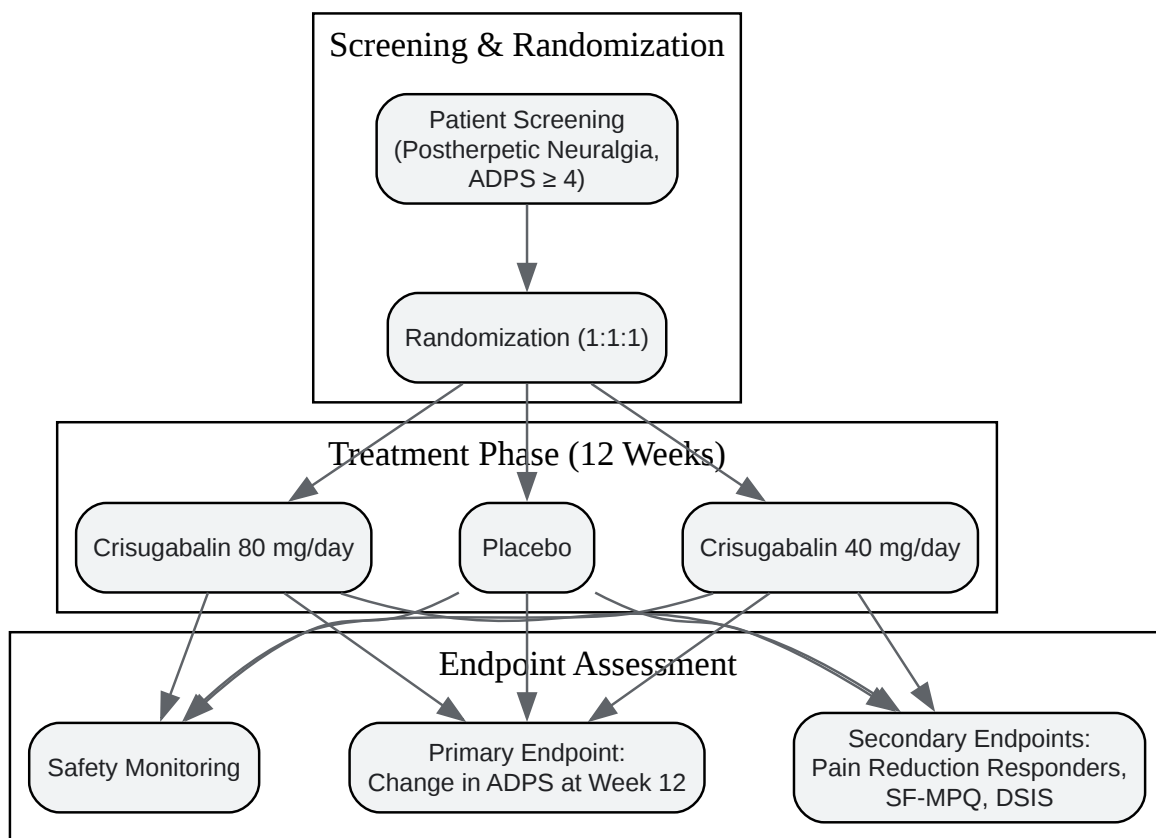 Screening & Randomization
Patient Screening
(Postherpetic Neuralgia,
ADPS ≥ 4)
Randomization (1:1:1)
Treatment Phase (12 Weeks)
Crisugabalin 80 mg/day
Placebo
Crisugabalin 40 mg/day
Endpoint Assessment
Safety Monitoring
Primary Endpoint:
Change in ADPS at Week 12
Secondary Endpoints:
Pain Reduction Responders,
SF-MPQ, DSIS